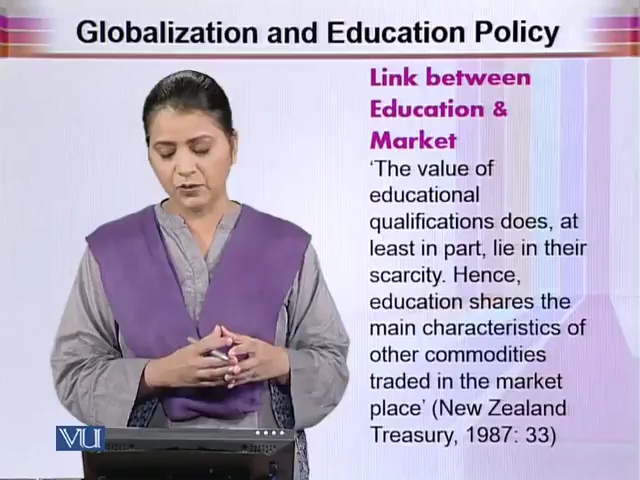 Globalization and Education Policy
Link between
Education &
Market
‘The value of
educational
qualifications does, at
least in part, lie in their
scarcity. Hence,
education shares the
main characteristics of
other commodities
traded in the market
place’ (New Zealand
Treasury, 1987: 33)
VU